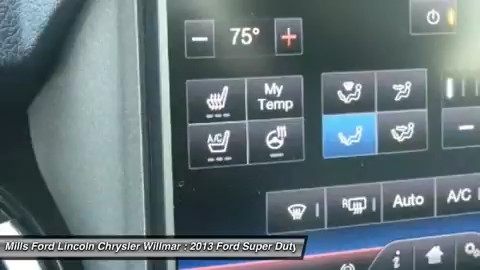 − 75° +
My
Temp
A/C
R
Auto A/C
Mills Ford Lincoln Chrysler Willmar : 2013 Ford Super Duty
i